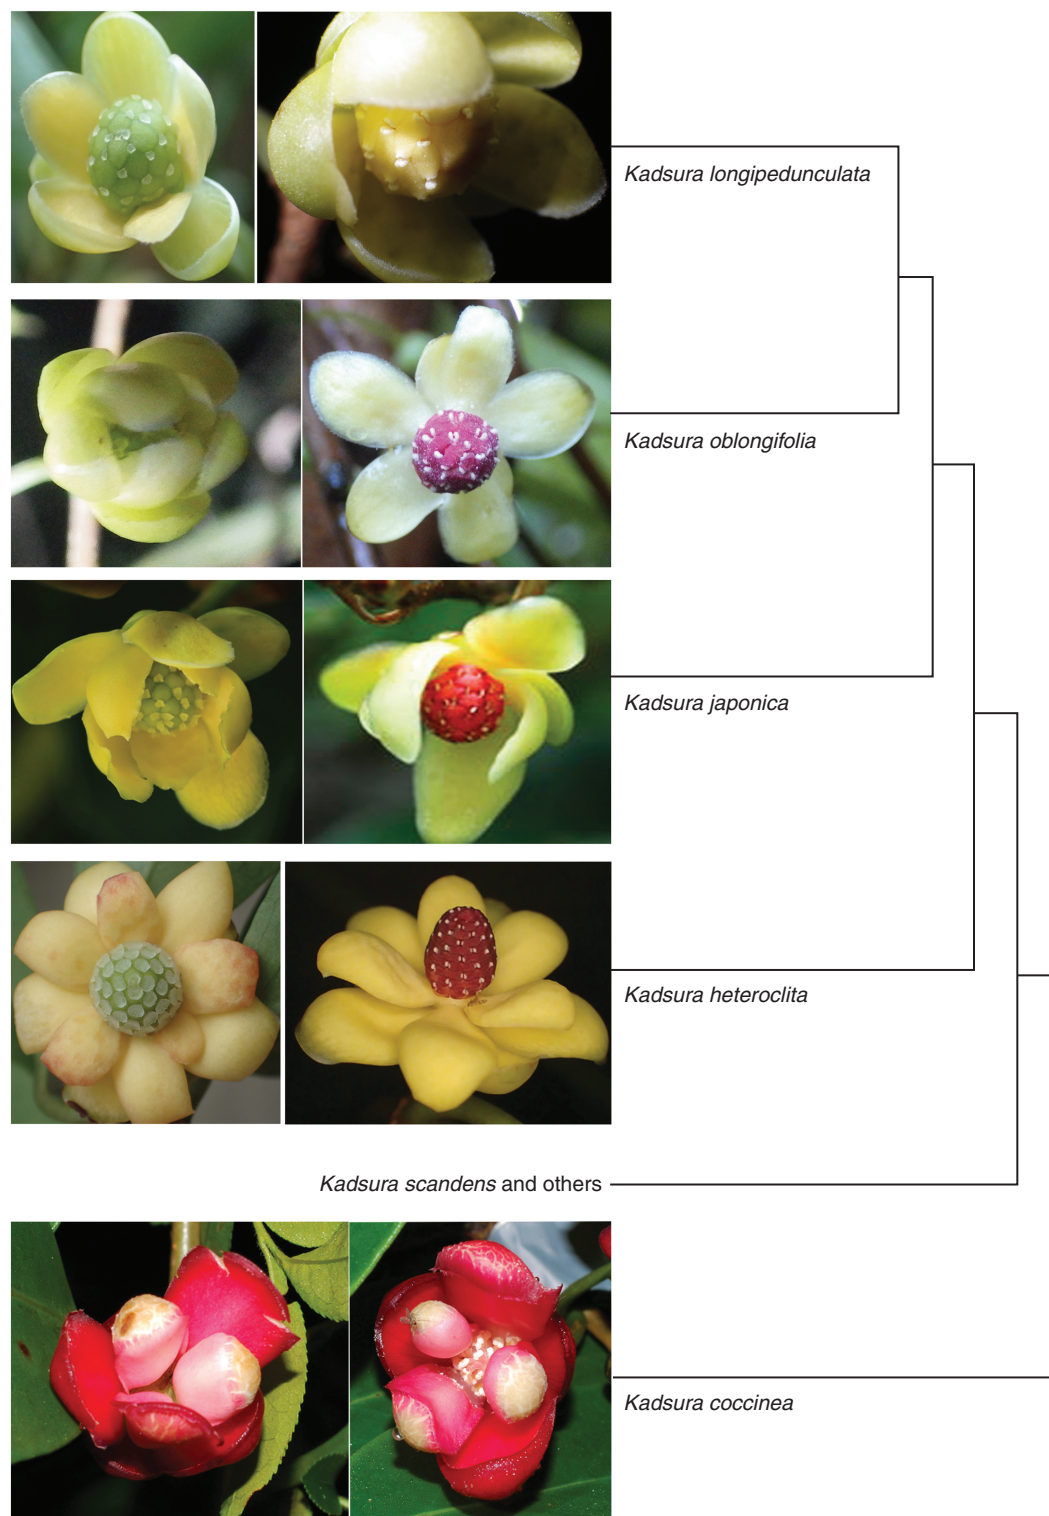 Kadsura longipedunculata
Kadsura oblongifolia
Kadsura japonica
Kadsura heteroclita
Kadsura scandens and others
Kadsura coccinea